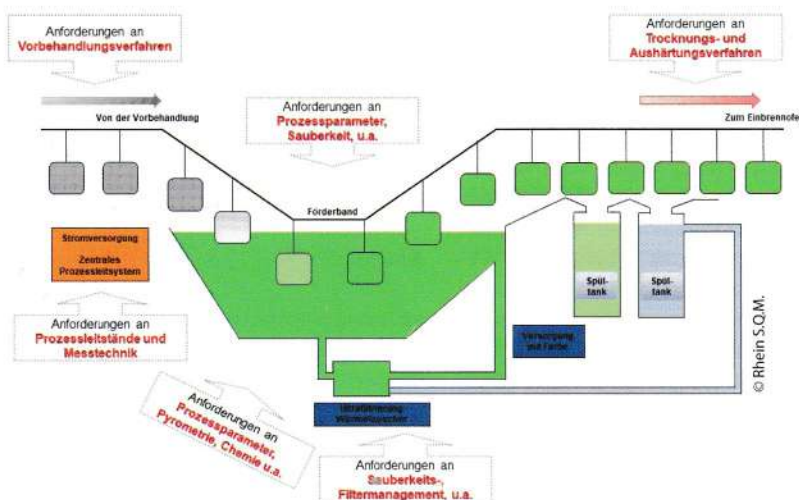 Anforderungen an
Vorbehandlungsverfahren
Anforderungen an
Trocknungs- und
Aushärtungsverfahren
Von der Vorbehandlung
Anforderungen an
Prozessparameter,
Sauberkeit, u.a.
Zum Einbrennofen
Förderband
Stromversorgung
Zentrales
Prozessleitsystem
Spül-
tank
Spül-
tank
Anforderungen an
Prozessleitstände und
Messtechnik
Versorgung
mit Farbe
© Rhein S.Q.M.
Anforderungen an
Prozessparameter,
Pyrometrie, Chemie u.a.
Ultrafiltrierung
Wärmetauscher
Anforderungen an
Sauberkeits-,
Filtermanagement, u.a.